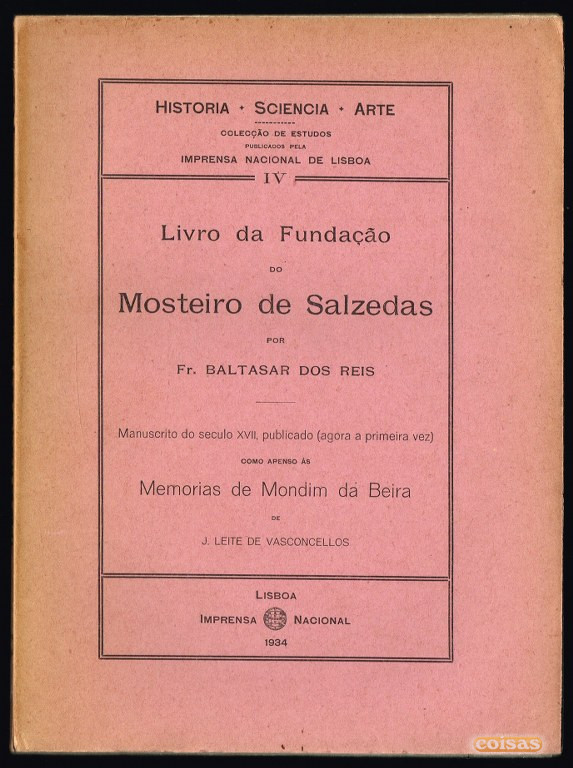 HISTORIA • SCIENCIA • ARTE
COLECÇÃO DE ESTUDOS
PUBLICADOS PELA
IMPRENSA NACIONAL DE LISBOA
IV
Livro da Fundação
DO
Mosteiro de Salzedas
POR
Fr. BALTASAR DOS REIS
Manuscrito do seculo XVII, publicado (agora a primeira vez)
COMO APENSO ÀS
Memorias de Mondim da Beira
DE
J. LEITE DE VASCONCELLOS
LISBOA
IMPRENSA NACIONAL
1934
coisas